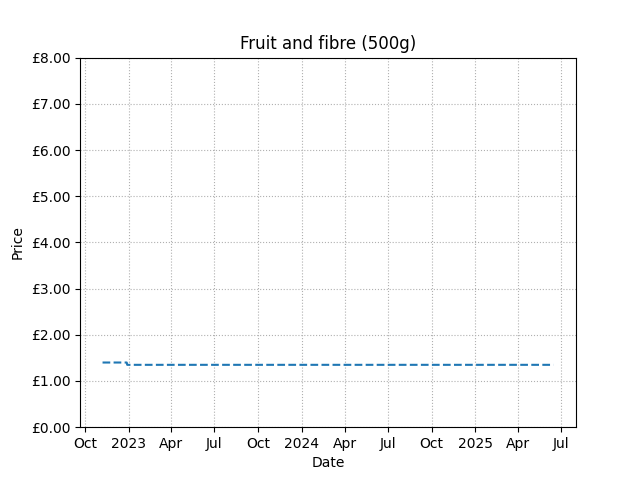 Fruit and fibre (500g)
£8.00
£7.00
£6.00
£5.00
£4.00
£3.00
£2.00
£1.00
£0.00
Price
Oct 2023 Apr Jul Oct 2024 Apr Jul Oct 2025 Apr Jul
Date